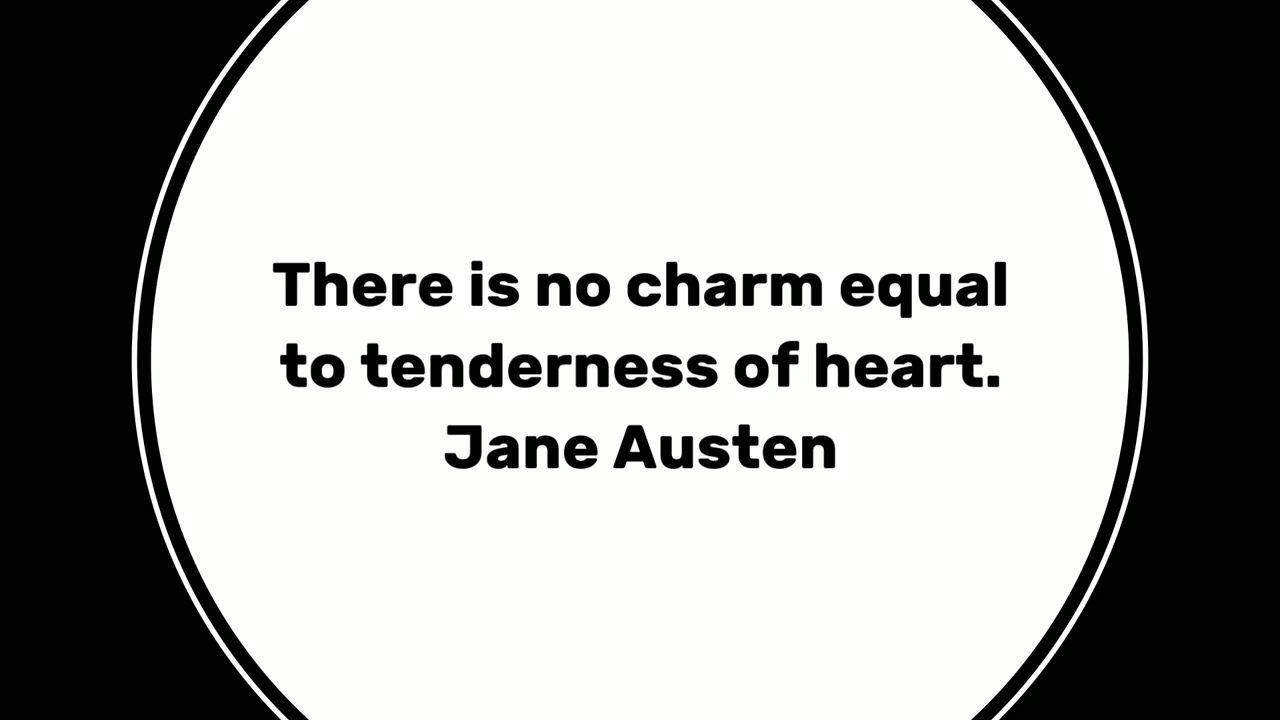 There is no charm equal
to tenderness of heart.
Jane Austen